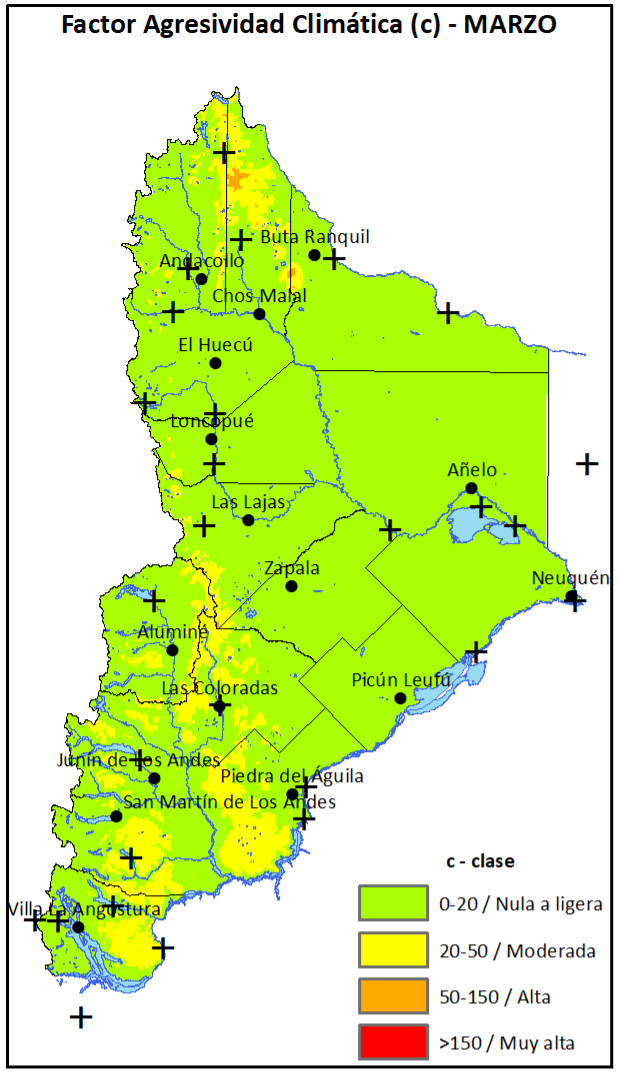 Factor Agresividad Climática (c) - MARZO
Buta Ranquil
Andacollo
Chos Malal
El Huecú
Loncopué
Añelo
Las Lajas
Zapala
Neuquén
Aluminé
Las Coloradas
Picún Leufú
Junín de Los Andes
Piedra del Águila
San Martín de Los Andes
Villa La Angostura
c - clase
0-20 / Nula a ligera
20-50 / Moderada
50-150 / Alta
>150 / Muy alta